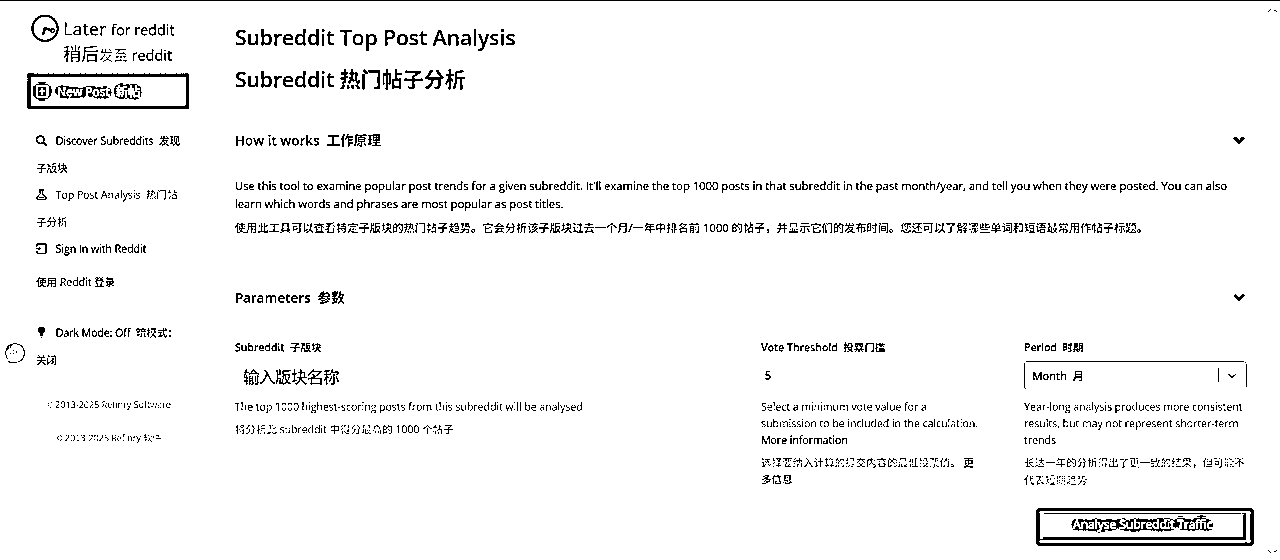 Later for reddit
稍后发至 reddit
New Post 新帖
Discover Subreddits 发现
子版块
Top Post Analysis 热门帖
子分析
Sign In with Reddit
使用 Reddit 登录
Dark Mode: Off 暗模式：
关闭
© 2013-2025 Refinery Software
© 2013-2025 Refinery 软件
Subreddit Top Post Analysis
Subreddit 热门帖子分析
How it works 工作原理
Use this tool to examine popular post trends for a given subreddit. It'll examine the top 1000 posts in that subreddit in the past month/year, and tell you when they were posted. You can also
learn which words and phrases are most popular as post titles.
使用此工具可以查看特定子版块的热门帖子趋势。它会分析该子版块过去一个月/一年中排名前 1000 的帖子，并显示它们的发布时间。您还可以了解哪些单词和短语最常用作帖子标题。
Parameters 参数
Subreddit 子版块
输入版块名称
The top 1000 highest-scoring posts from this subreddit will be analysed
将分析此 subreddit 中得分最高的 1000 个帖子
Vote Threshold 投票门槛
5
Select a minimum vote value for a
submission to be included in the calculation.
More information
选择要纳入计算的提交内容的最低投票值。 更
多信息
Period 时期
Month 月
Year-long analysis produces more consistent
results, but may not represent shorter-term
trends
长达一年的分析得出了更一致的结果，但可能不
代表短期趋势
Analyse Subreddit Traffic